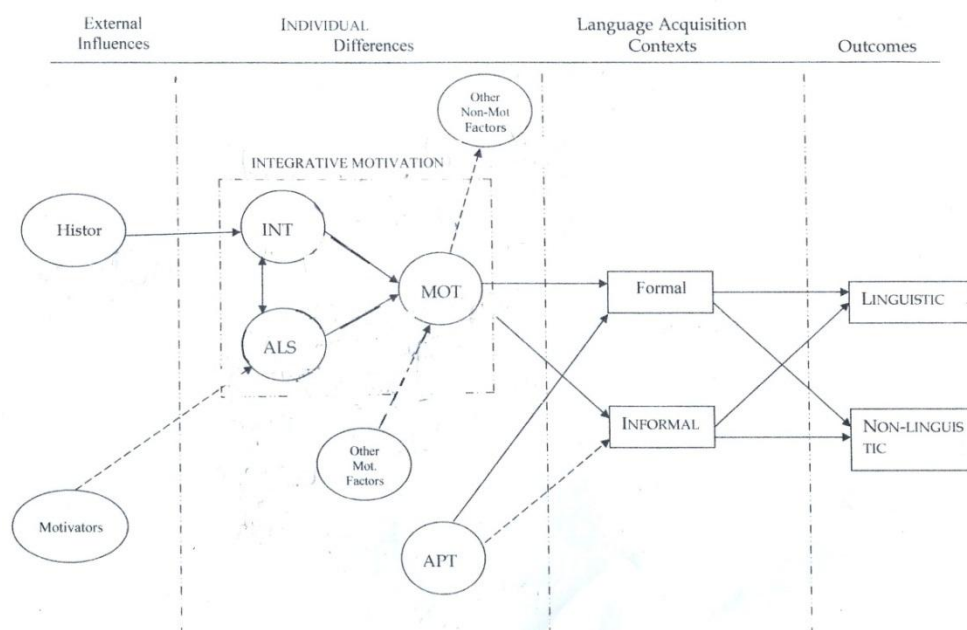 External
Influences
INDIVIDUAL
Differences
Language Acquisition
Contexts
Outcomes
Other
Non-Mot
Factors
INTEGRATIVE MOTIVATION
Histor
INT
MOT
ALS
Formal
LINGUISTIC
INFORMAL
NON-LINGUIS
TIC
Other
Mot.
Factors
Motivators
APT